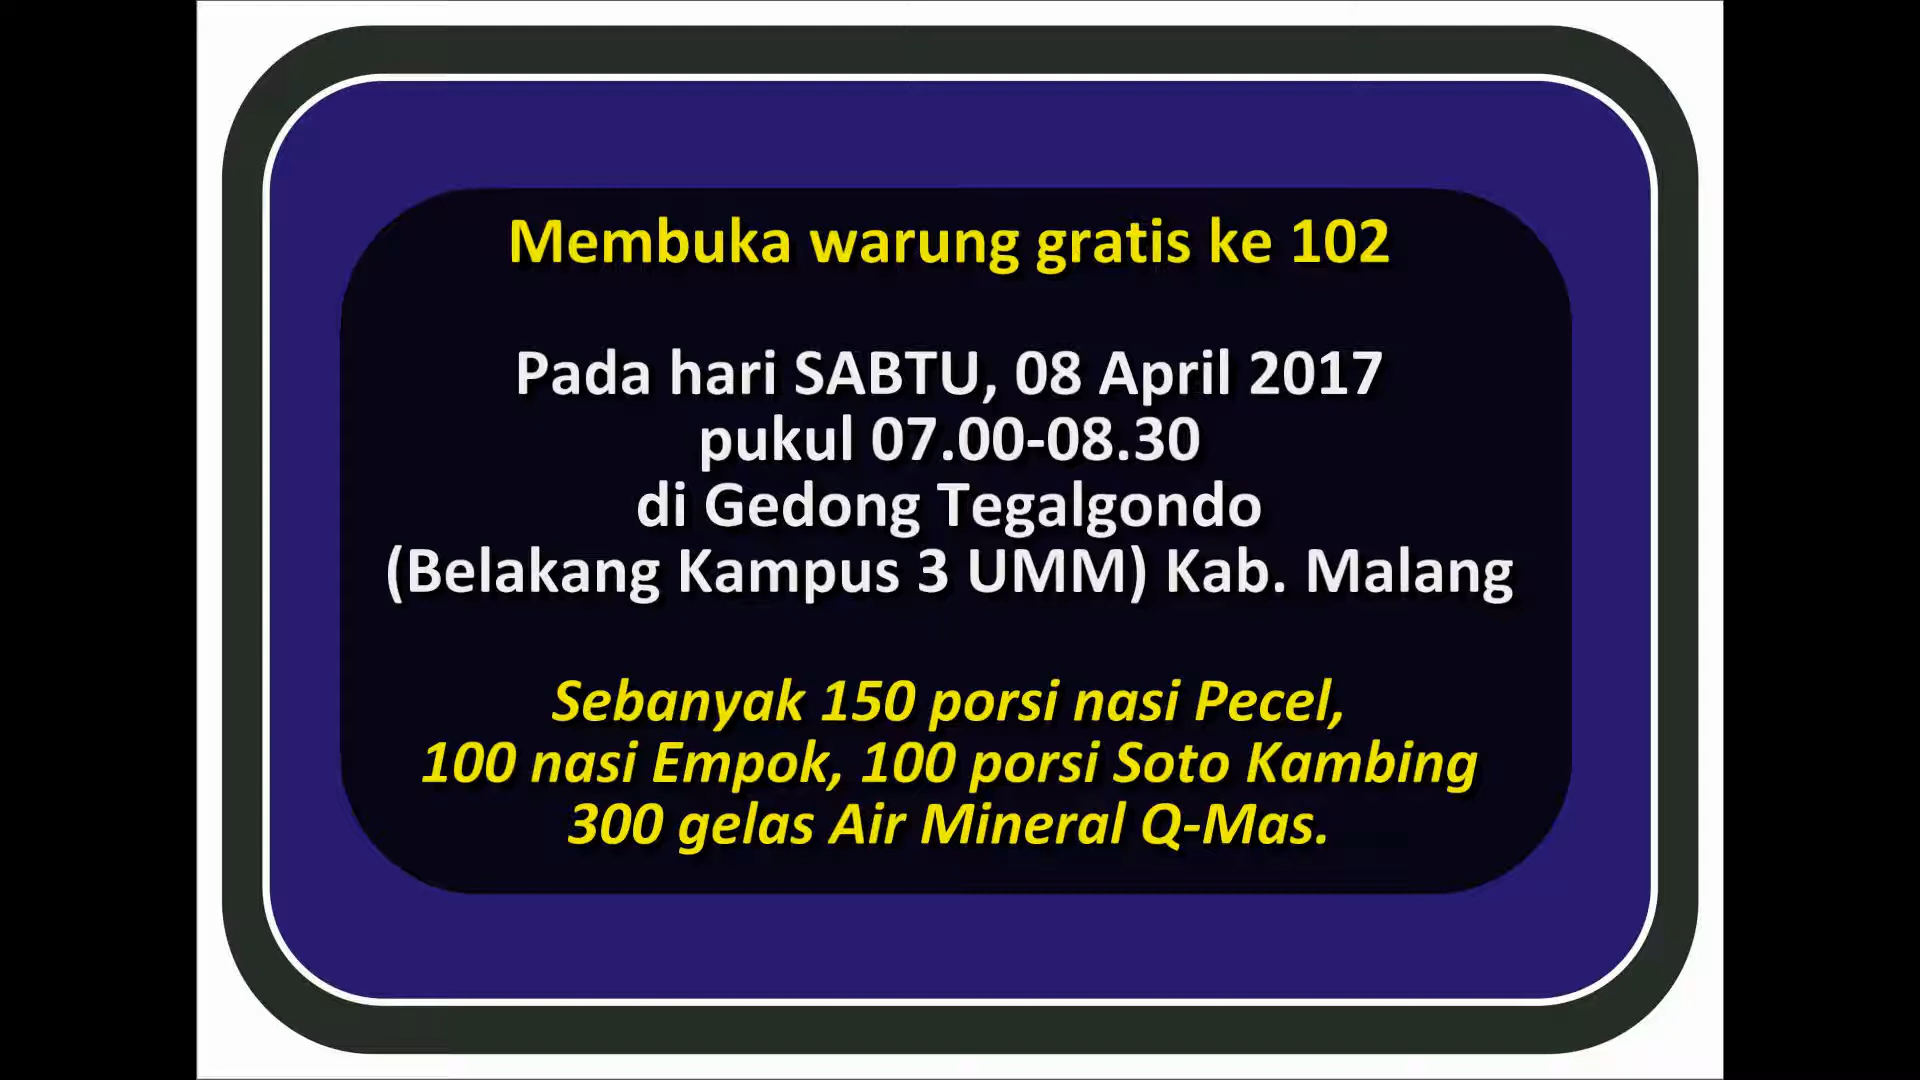 Membuka warung gratis ke 102
Pada hari SABTU, 08 April 2017
pukul 07.00-08.30
di Gedong Tegalgondo
(Belakang Kampus 3 UMM) Kab. Malang
Sebanyak 150 porsi nasi Pecel,
100 nasi Empok, 100 porsi Soto Kambing
300 gelas Air Mineral Q-Mas.